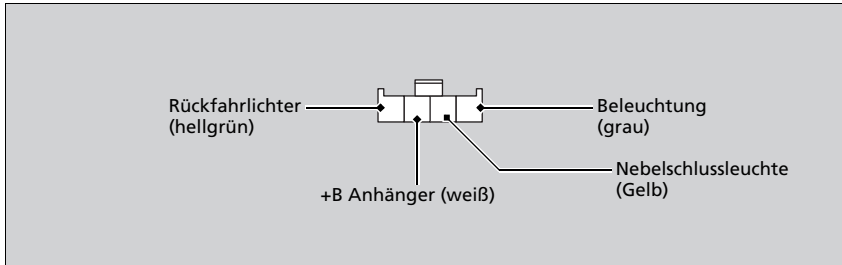 Rückfahrlichter
(hellgrün)
Beleuchtung
(grau)
Nebelschlussleuchte
(Gelb)
+B Anhänger (weiß)